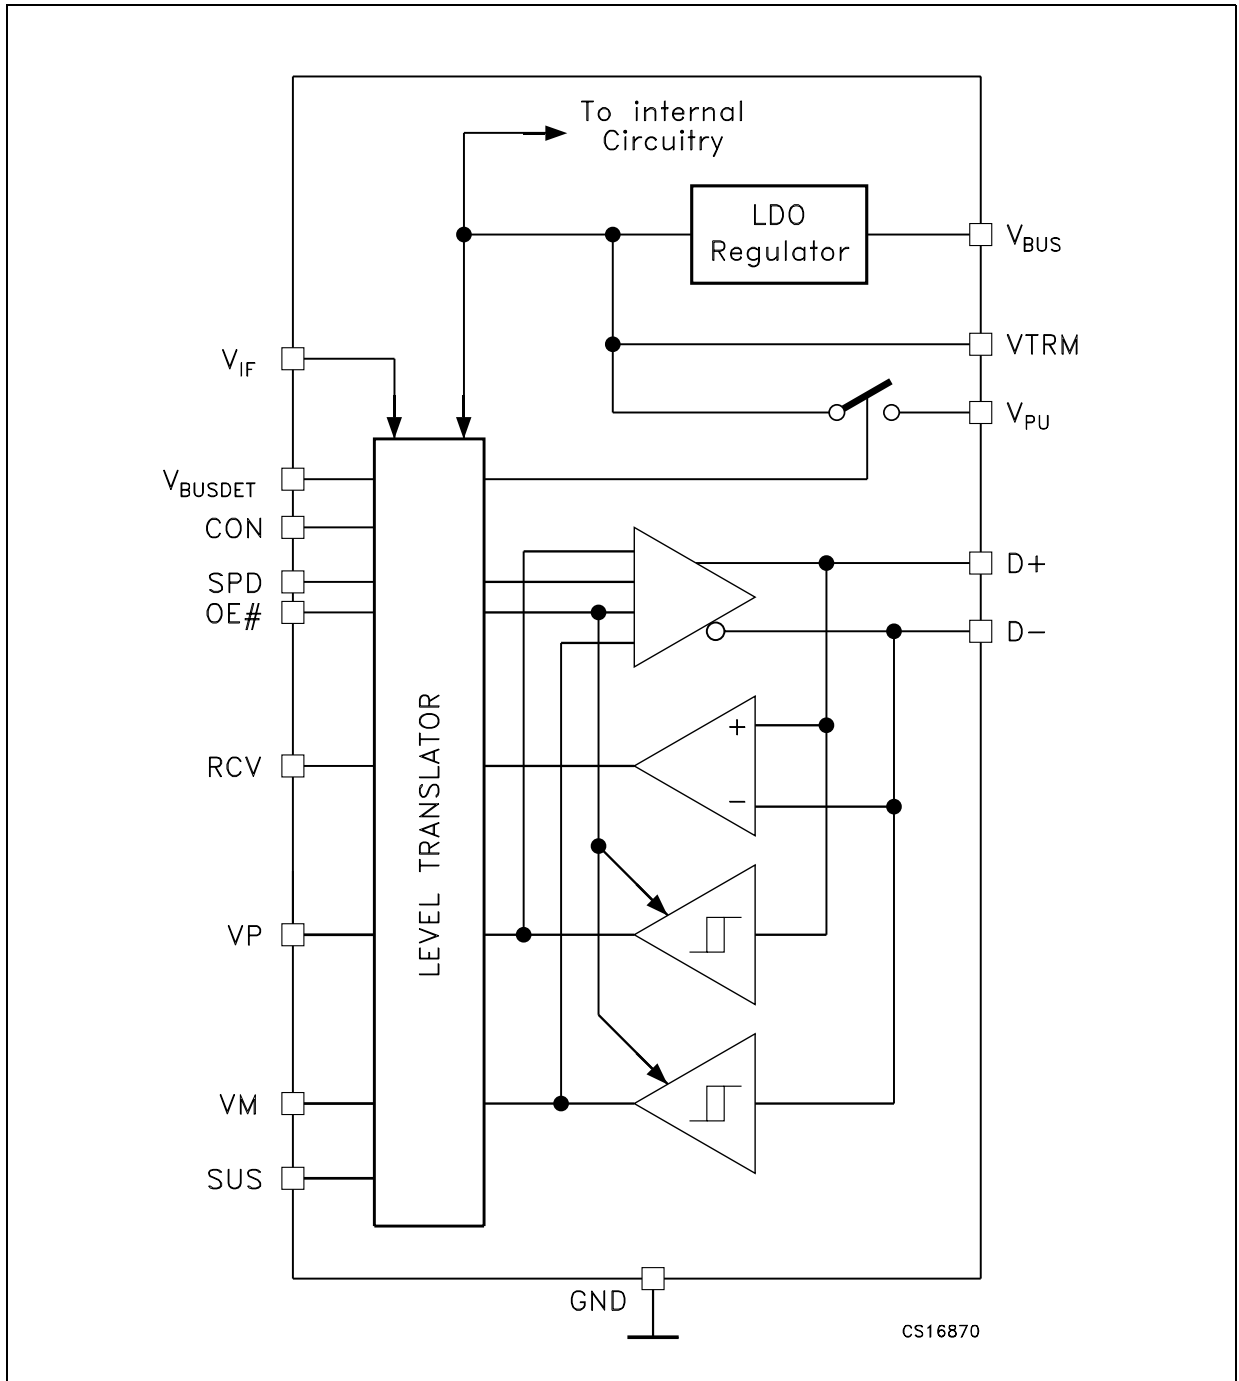 To internal
Circuitry
LDO
Regulator
VBUS
VTRM
VIF
VPU
VBUSDET
CON
SPD
OE#
D+
D−
RCV
+
−
LEVEL TRANSLATOR
VP
VM
SUS
GND
CS16870